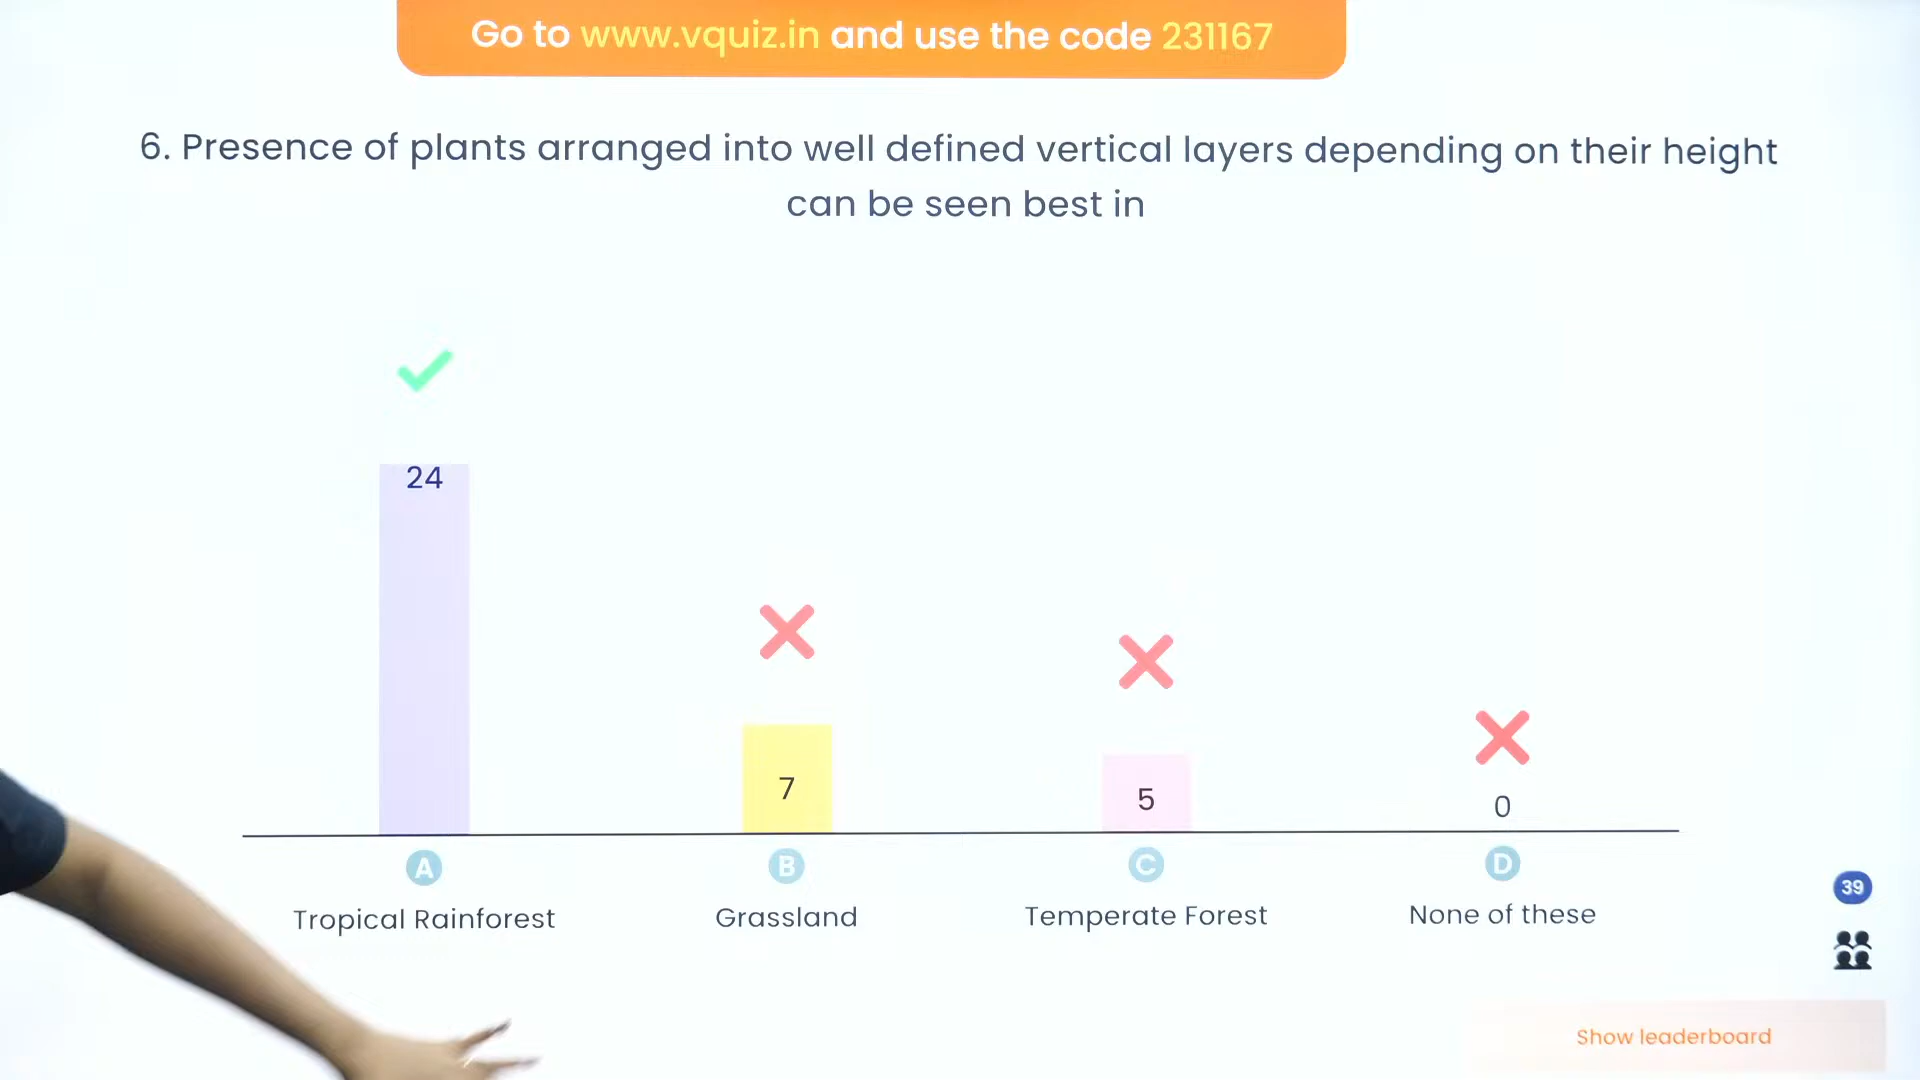 Go to www.vquiz.in and use the code 231167
6. Presence of plants arranged into well defined vertical layers depending on their height
can be seen best in
24
7
5
0
A
B
C
D
Tropical Rainforest
Grassland
Temperate Forest
None of these
39
Show leaderboard